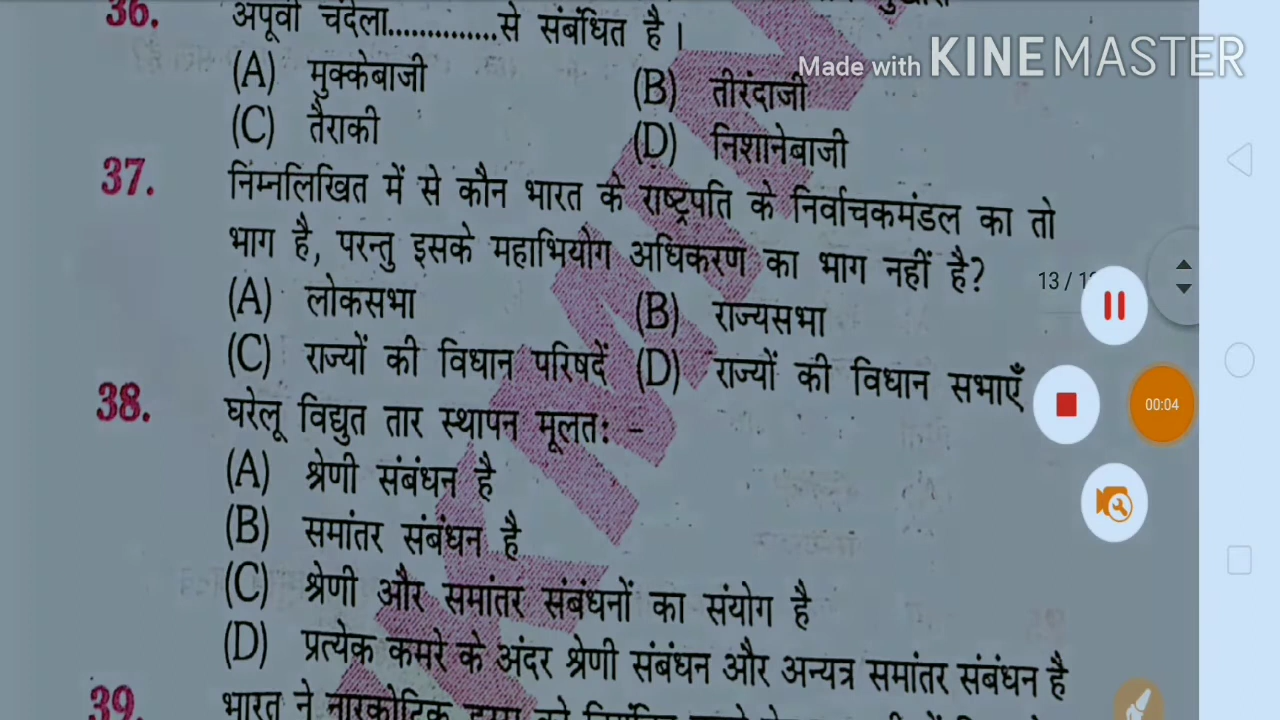 36. अपूर्वी चंदेला..............से संबंधित है।
(A) मुक्केबाजी (B) तीरंदाजी
(C) तैराकी (D) निशानेबाजी
37. निम्नलिखित में से कौन भारत के राष्ट्रपति के निर्वाचकमंडल का तो
भाग है, परन्तु इसके महाभियोग अधिकरण का भाग नहीं है?
(A) लोकसभा (B) राज्यसभा
(C) राज्यों की विधान परिषदें (D) राज्यों की विधान सभाएँ
38. घरेलू विद्युत तार स्थापन मूलतः –
(A) श्रेणी संबंधन है
(B) समांतर संबंधन है
(C) श्रेणी और समांतर संबंधनों का संयोग है
(D) प्रत्येक कमरे के अंदर श्रेणी संबंधन और अन्यत्र समांतर संबंधन है
39. भारत ने नारकोटिक
Made with KINEMASTER
13 /
00:04